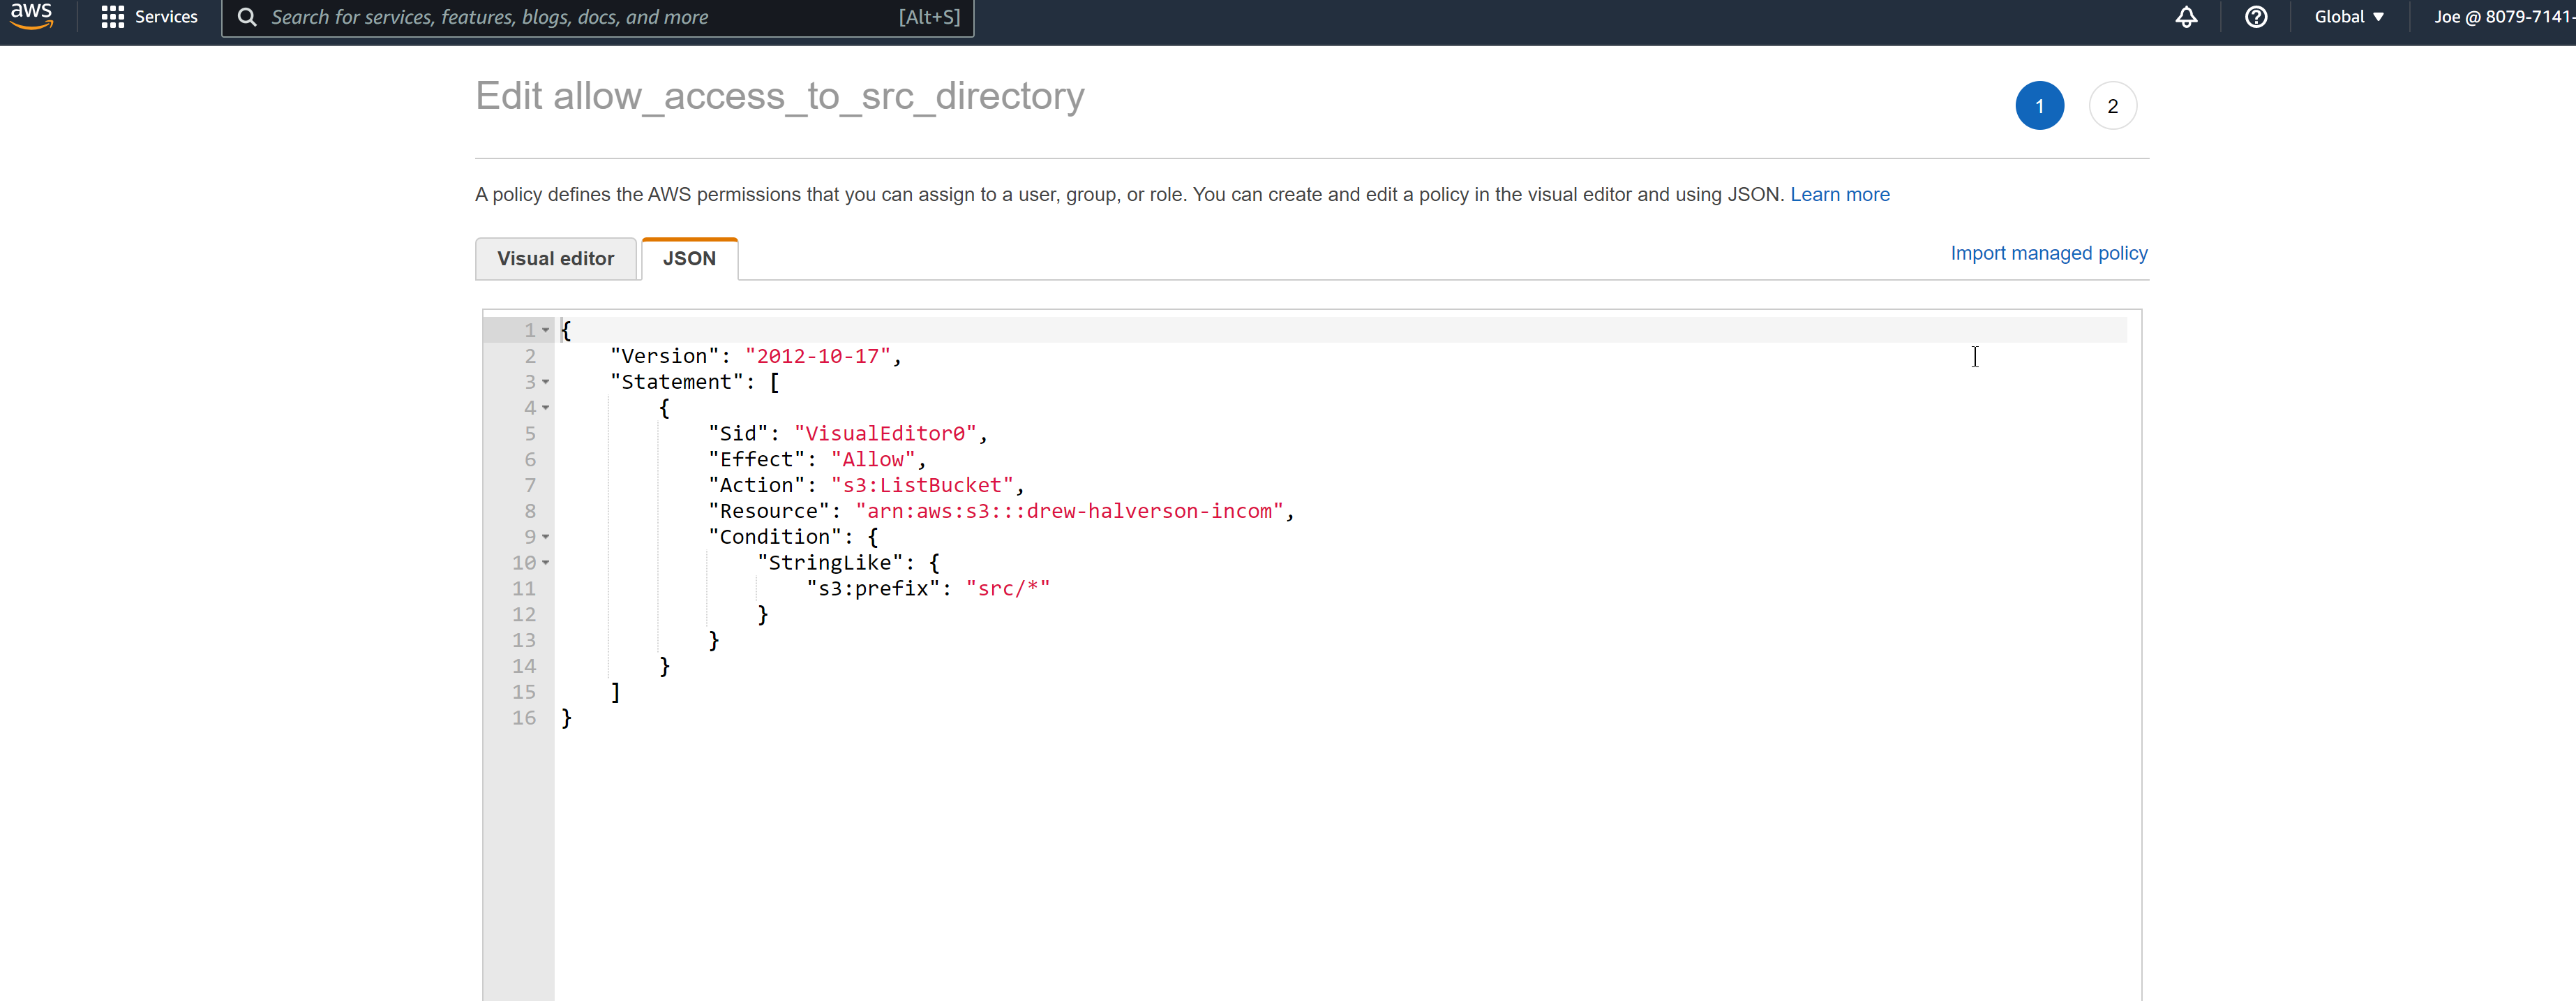 aws Services Search for services, features, blogs, docs, and more [Alt+S] Global Joe @ 8079-7141-
Edit allow_access_to_src_directory
1 2
A policy defines the AWS permissions that you can assign to a user, group, or role. You can create and edit a policy in the visual editor and using JSON. Learn more
Visual editor JSON Import managed policy
1 {
2 "Version": "2012-10-17",
3 "Statement": [
4 {
5 "Sid": "VisualEditor0",
6 "Effect": "Allow",
7 "Action": "s3:ListBucket",
8 "Resource": "arn:aws:s3:::drew-halverson-incom",
9 "Condition": {
10 "StringLike": {
11 "s3:prefix": "src/*"
12 }
13 }
14 }
15 ]
16 }